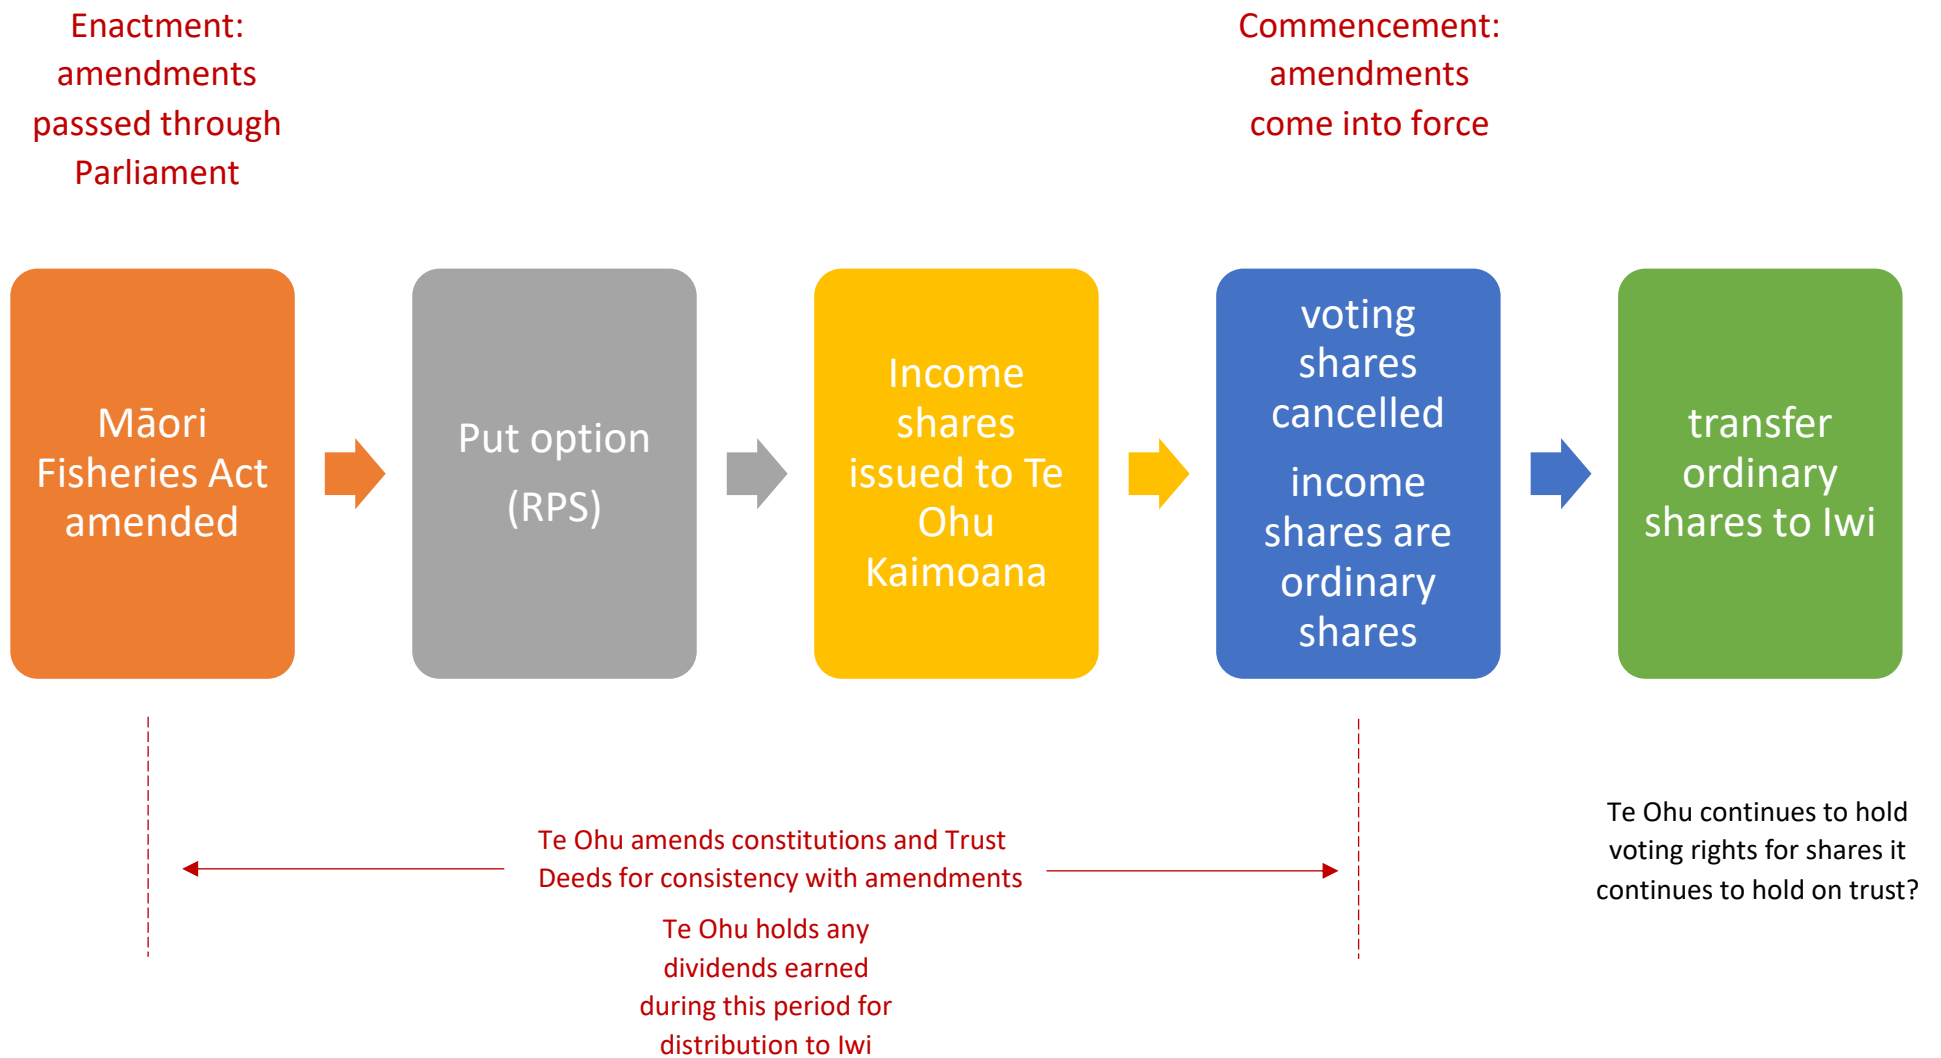 Enactment:
amendments
passsed through
Parliament
Commencement:
amendments
come into force
Māori
Fisheries Act
amended
Put option
(RPS)
Income
shares
issued to Te
Ohu
Kaimoana
voting
shares
cancelled
income
shares are
ordinary
shares
transfer
ordinary
shares to Iwi
Te Ohu amends constitutions and Trust
Deeds for consistency with amendments
Te Ohu holds any
dividends earned
during this period for
distribution to Iwi
Te Ohu continues to hold
voting rights for shares it
continues to hold on trust?